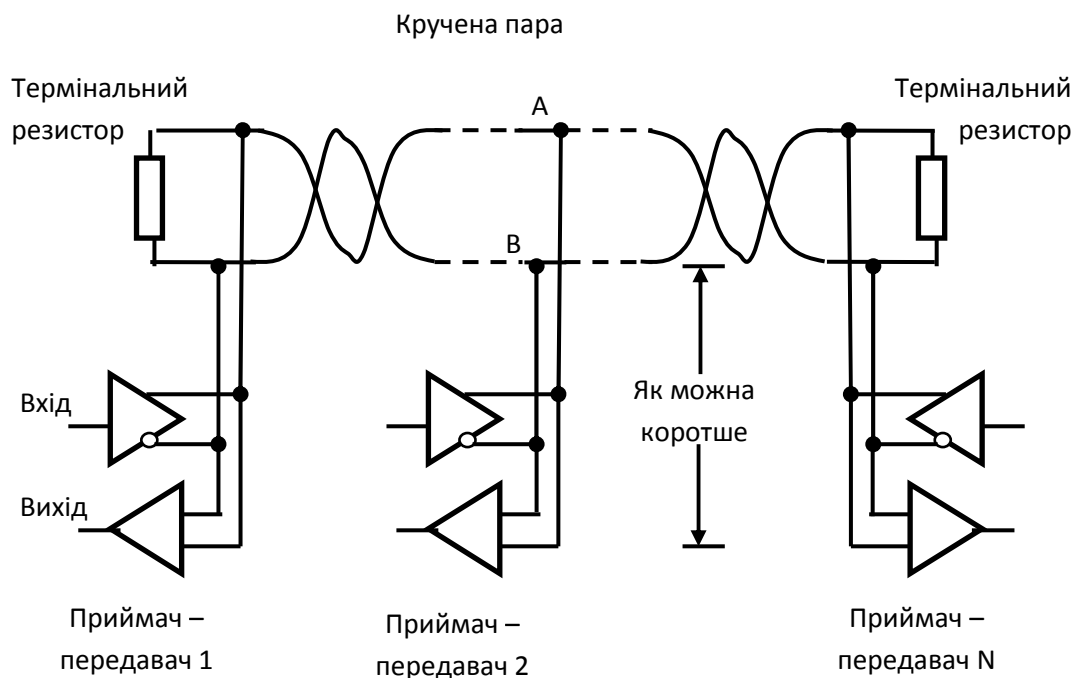 Кручена пара
Термінальний
резистор
Термінальний
резистор
A
B
Вхід
Вихід
Як можна
коротше
Приймач –
передавач 1
Приймач –
передавач 2
Приймач –
передавач N